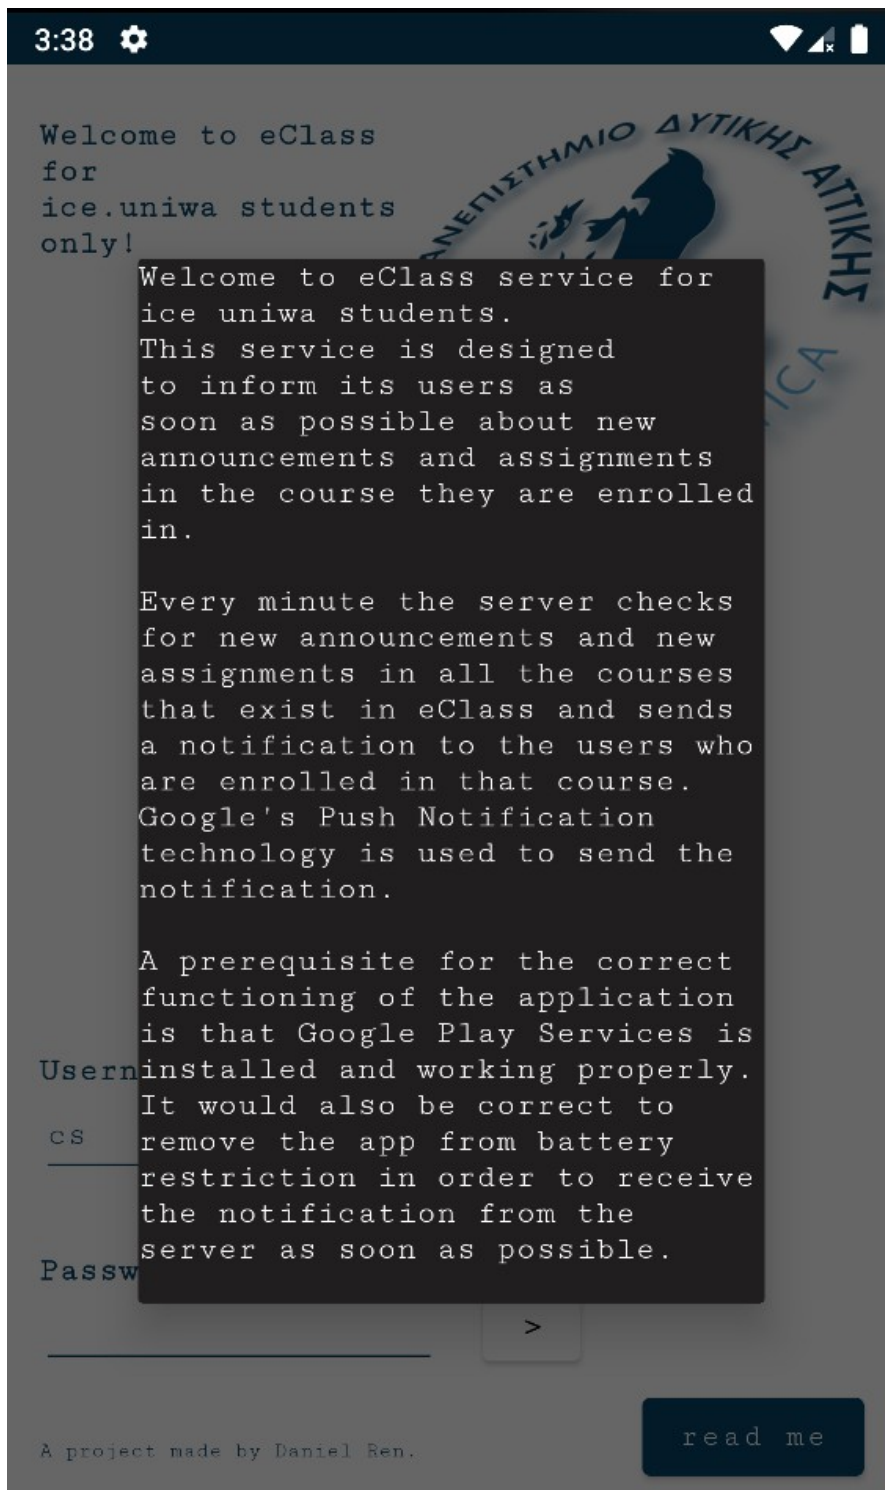 3:38
Welcome to eClass
for
ice.uniwa students
only!
ΑΝΕΠΙΣΤΗΜΙΟ ΔΥΤΙΚΗΣ ΑΤΤΙΚΗΣ
ICA
Welcome to eClass service for
ice uniwa students.
This service is designed
to inform its users as
soon as possible about new
announcements and assignments
in the course they are enrolled
in.
Every minute the server checks
for new announcements and new
assignments in all the courses
that exist in eClass and sends
a notification to the users who
are enrolled in that course.
Google's Push Notification
technology is used to send the
notification.
A prerequisite for the correct
functioning of the application
is that Google Play Services is
installed and working properly.
It would also be correct to
remove the app from battery
restriction in order to receive
the notification from the
server as soon as possible.
Usern
cs
Passw
>
read me
A project made by Daniel Ren.